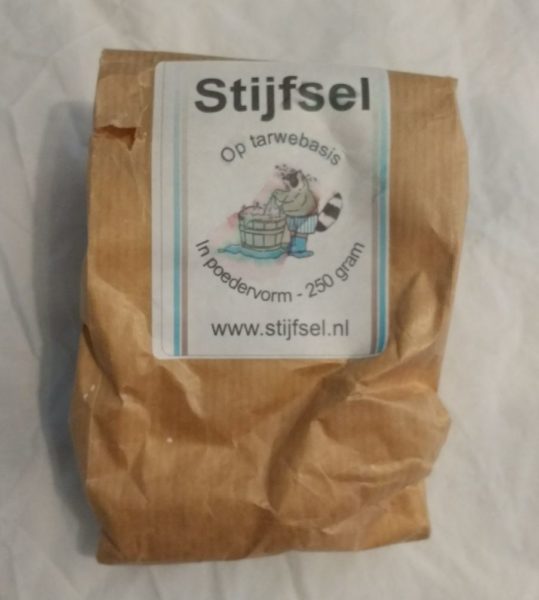 Stijfsel
Op tarwebasis
In poedervorm - 250 gram
www.stijfsel.nl